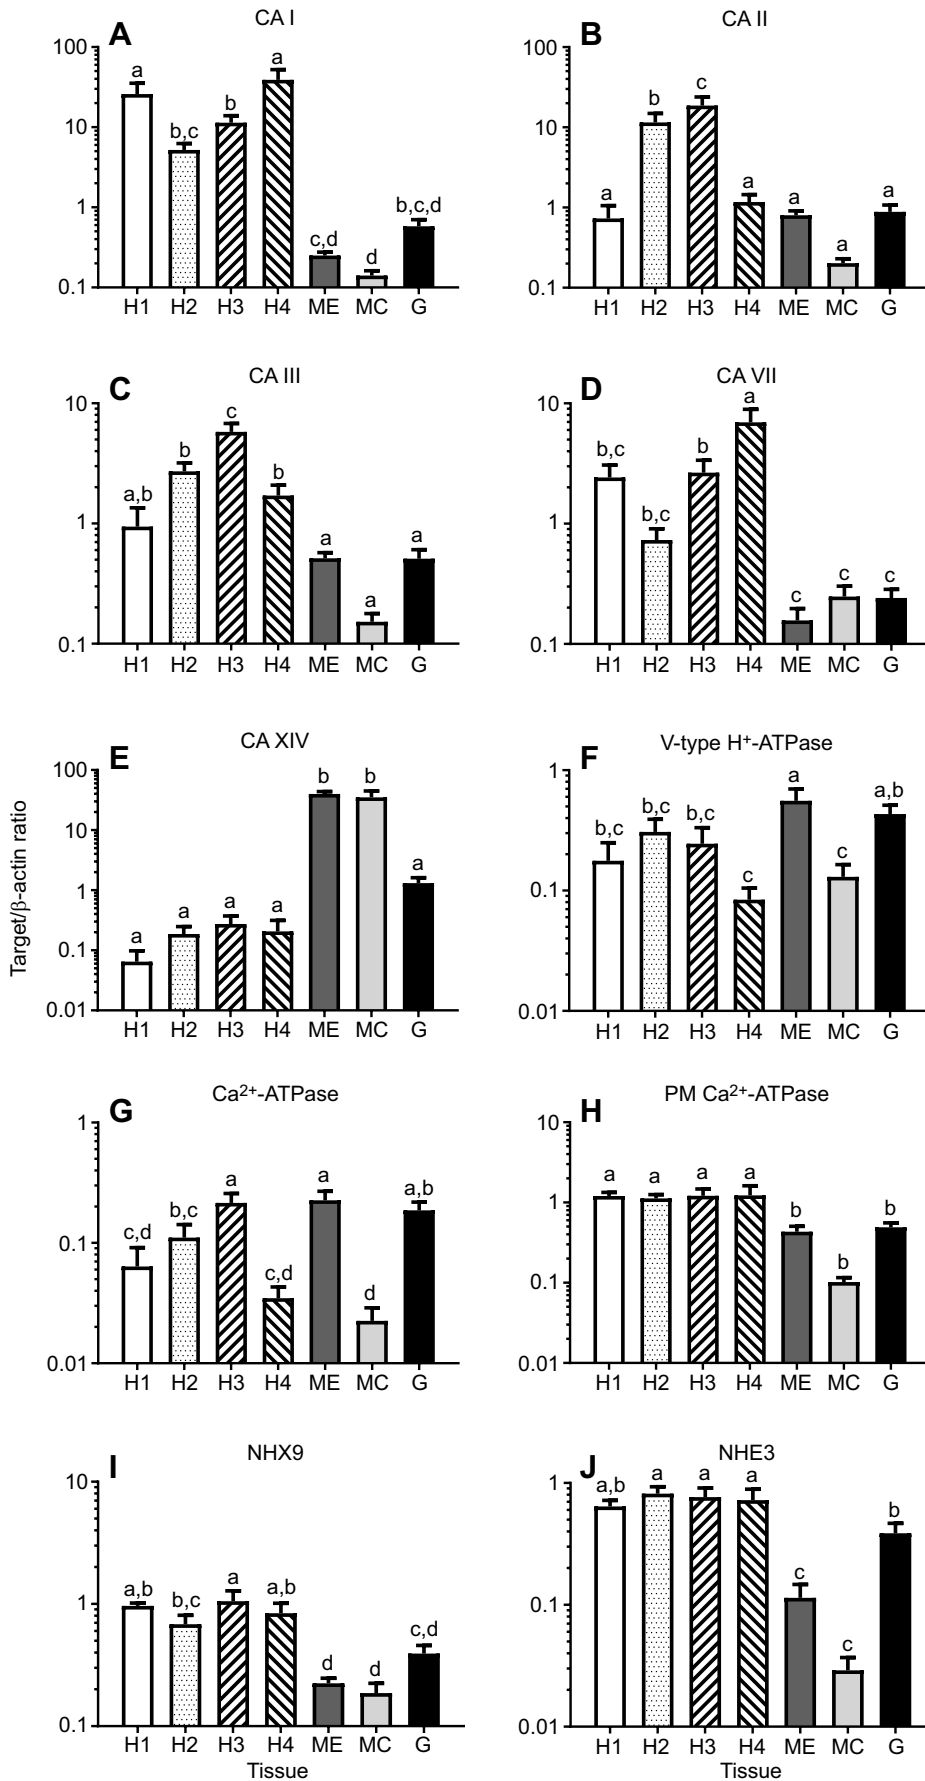 A CA I
100
10
1
0.1
a b,c b a c,d d b,c,d
H1 H2 H3 H4 ME MC G
B CA II
100
10
1
0.1
a b c a a a a
H1 H2 H3 H4 ME MC G
C CA III
10
1
0.1
a,b b c b a a a
H1 H2 H3 H4 ME MC G
D CA VII
10
1
0.1
b,c b,c b a c c c
H1 H2 H3 H4 ME MC G
Target/β-actin ratio
E CA XIV
100
10
1
0.1
0.01
a a a a b b a
H1 H2 H3 H4 ME MC G
F V-type H⁺-ATPase
1
0.1
0.01
b,c b,c b,c c a c a,b
H1 H2 H3 H4 ME MC G
G Ca²⁺-ATPase
1
0.1
0.01
c,d b,c a c,d a d a,b
H1 H2 H3 H4 ME MC G
H PM Ca²⁺-ATPase
10
1
0.1
0.01
a a a a b b b
H1 H2 H3 H4 ME MC G
I NHX9
10
1
0.1
a,b b,c a a,b d d c,d
H1 H2 H3 H4 ME MC G
Tissue
J NHE3
1
0.1
0.01
a,b a a a c c b
H1 H2 H3 H4 ME MC G
Tissue